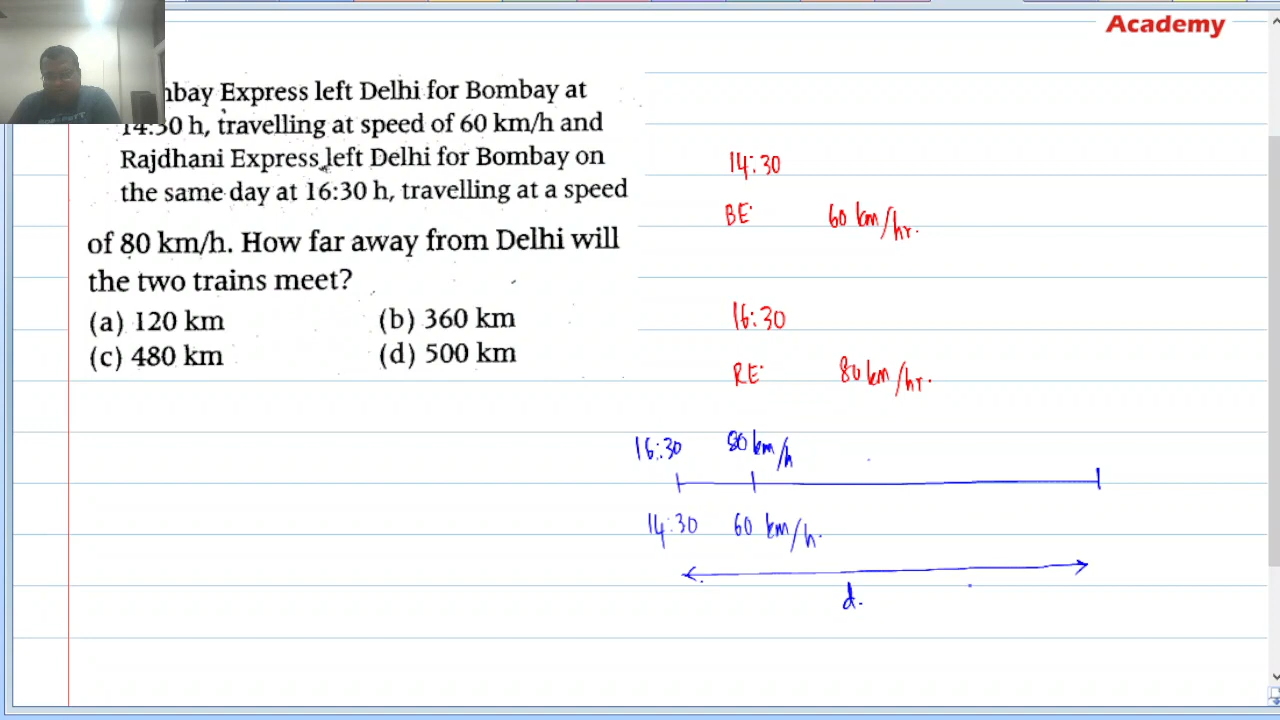 Academy
Express left Delhi for Bombay at
14:30 h, travelling at speed of 60 km/h and
Rajdhani Express left Delhi for Bombay on
the same day at 16:30 h, travelling at a speed
of 80 km/h. How far away from Delhi will
the two trains meet?
(a) 120 km (b) 360 km
(c) 480 km (d) 500 km
14:30
BE 60 km/hr.
16:30
RE 80 km/hr.
16:30 80 km/h
14:30 60 km/h.
d.